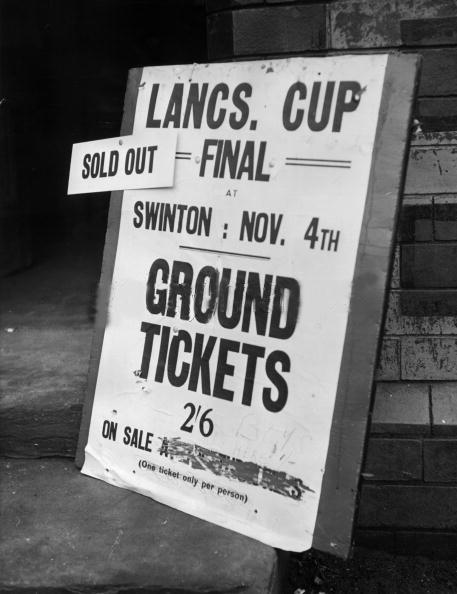 LANCS. CUP
SOLD OUT
FINAL
AT
SWINTON : NOV. 4TH
GROUND
TICKETS
2'6
ON SALE
(One ticket only per person)